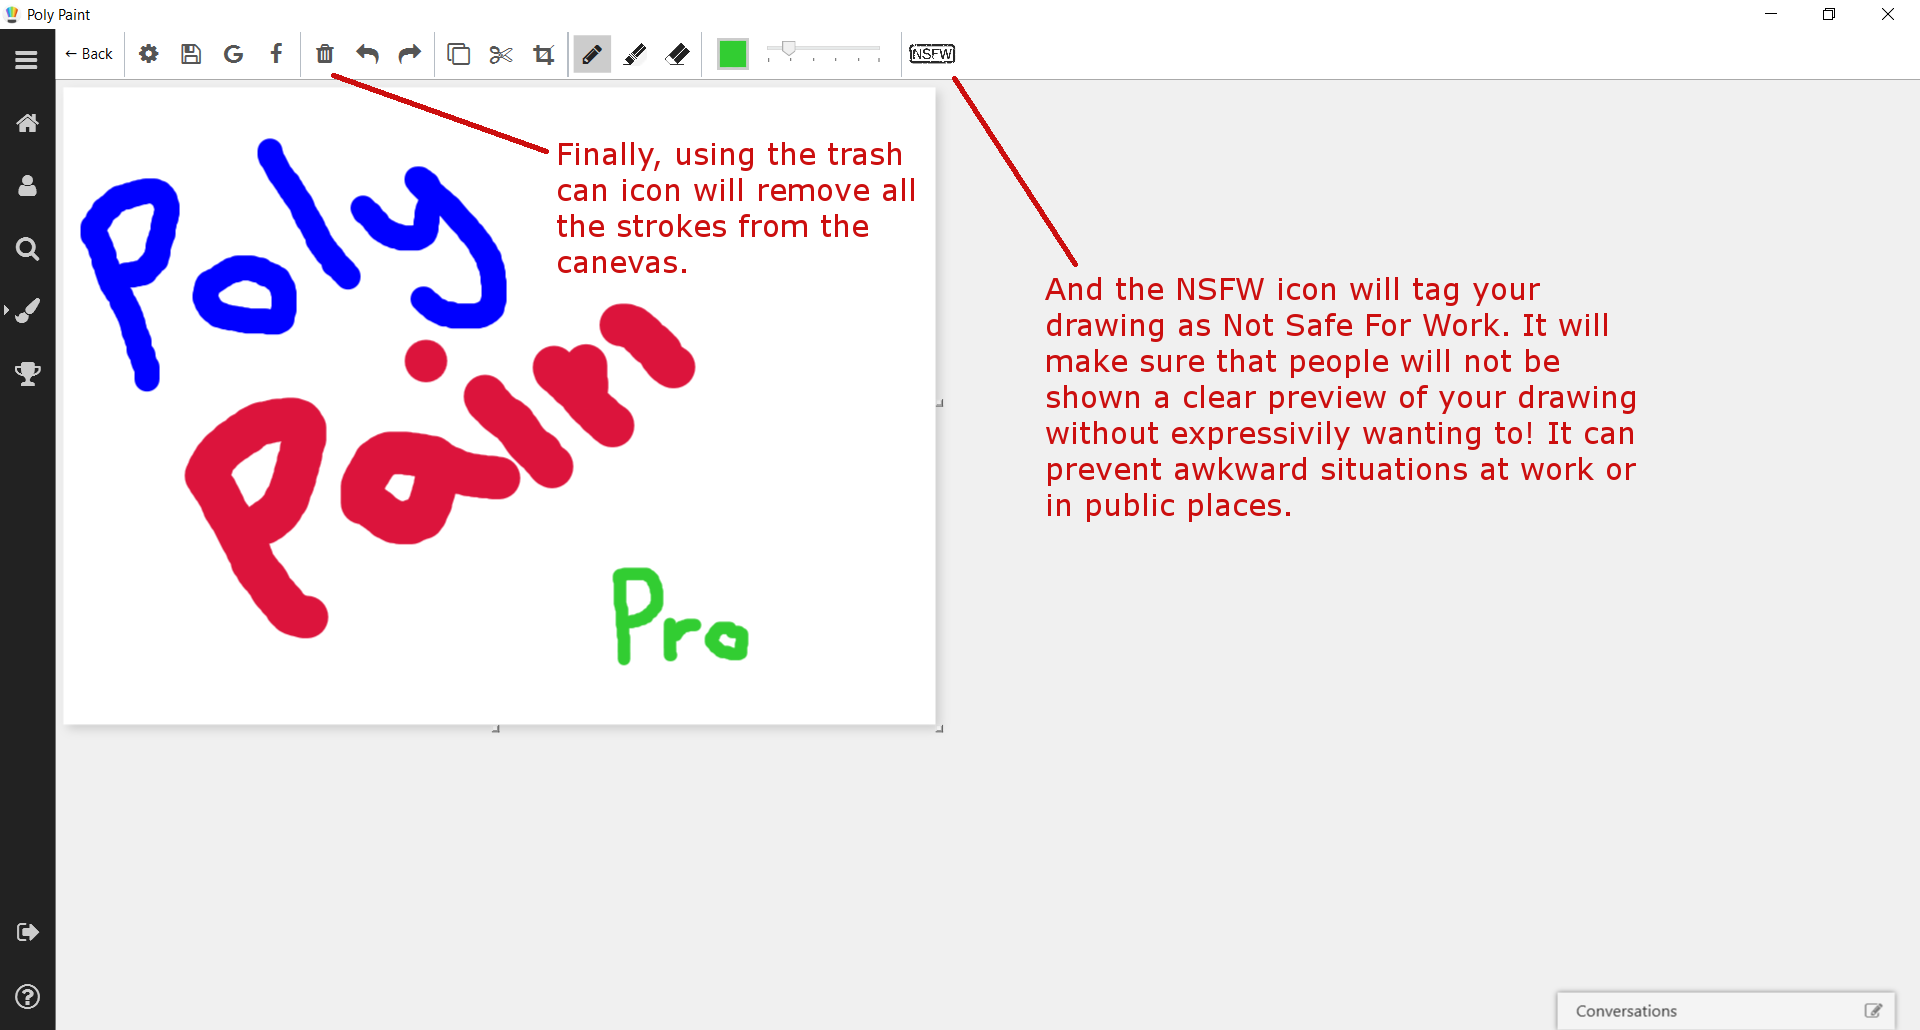 Poly Paint
← Back
NSFW
Finally, using the trash
can icon will remove all
the strokes from the
canevas.
Poly
Pain
Pro
And the NSFW icon will tag your
drawing as Not Safe For Work. It will
make sure that people will not be
shown a clear preview of your drawing
without expressivily wanting to! It can
prevent awkward situations at work or
in public places.
Conversations